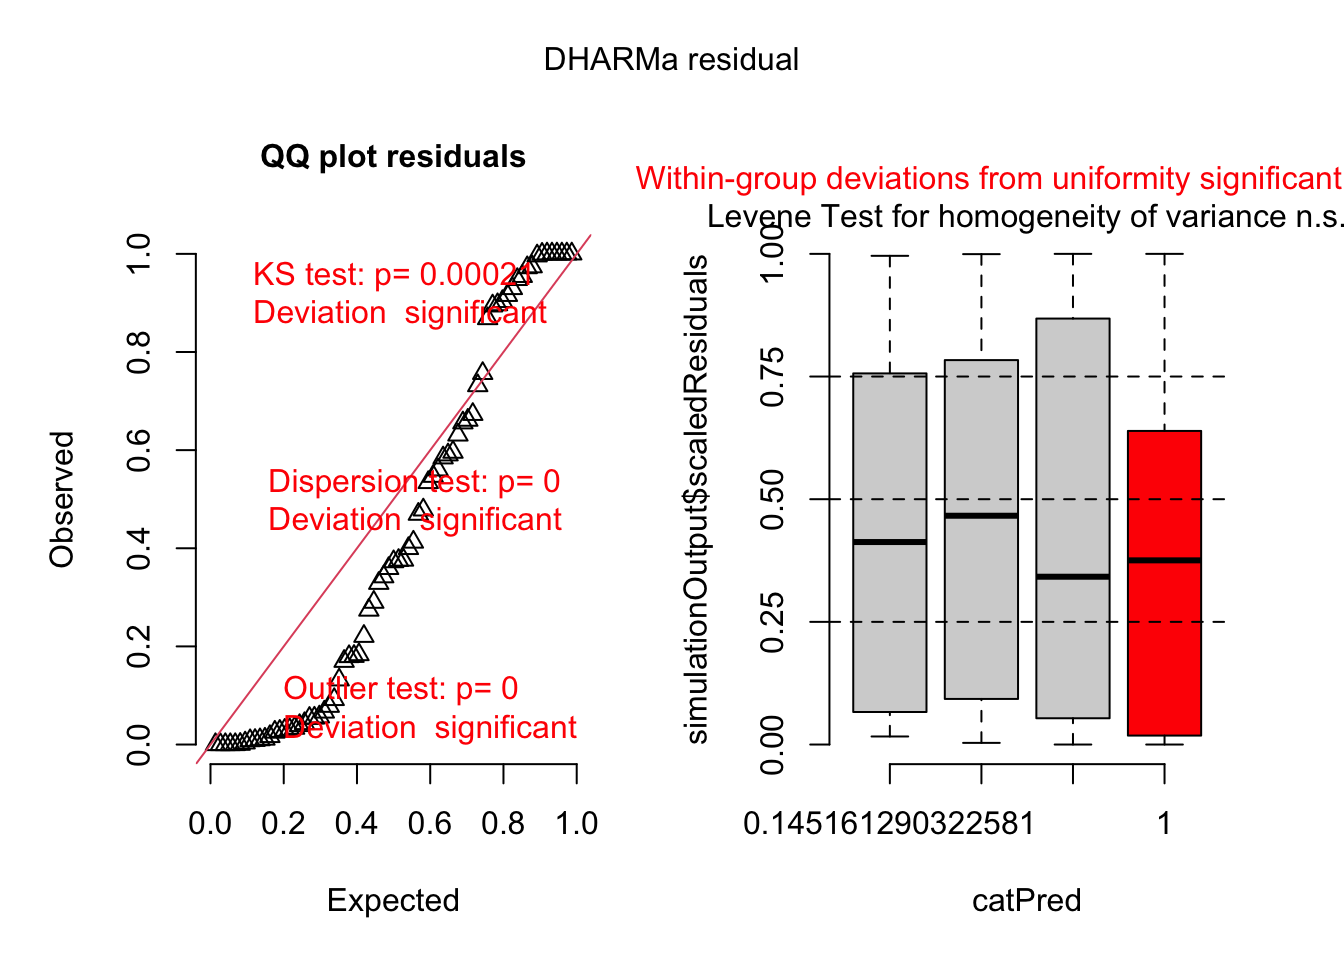 DHARMa residual
QQ plot residuals
KS test: p= 0.00024
Deviation  significant
Dispersion test: p= 0
Deviation  significant
Outlier test: p= 0
Deviation  significant
Observed
1.0
0.8
0.6
0.4
0.2
0.0
0.0 0.2 0.4 0.6 0.8 1.0
Expected
Within-group deviations from uniformity significant
Levene Test for homogeneity of variance n.s.
simulationOutput$scaledResiduals
1.00
0.75
0.50
0.25
0.00
0.145161290322581 1
catPred